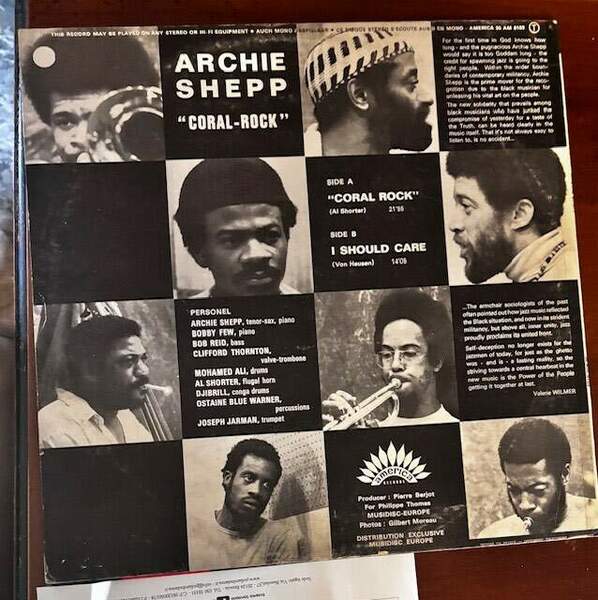 THIS RECORD MAY BE PLAYED ON ANY STEREO OR HI-FI EQUIPMENT • AUCH MONO ABSPIELBAR • CE DISQUE STEREO S'ECOUTE AUSSI EN MONO - AMERICA 30 AM 6103
T
ARCHIE
SHEPP
"CORAL-ROCK"
For the first time in God knows how
long - and the pugnacious Archie Shepp
would say it is too Goddam long - the
credit for spawning jazz is going to the
right people. Within the wider boun-
daries of contemporary militancy, Archie
Shepp is the prime mover for the recog-
nition due to the black musician for
unleashing his vital art on the people.
The new solidarity that prevails among
black musicians who have junked the
compromise of yesterday for a taste of
the Truth, can be heard clearly in the
music itself. That it's not always easy to
listen to, is no accident...
SIDE A
"CORAL ROCK"
(Al Shorter) 21'55
SIDE B
I SHOULD CARE
(Von Hausen) 14'05
PERSONEL
ARCHIE SHEPP, tenor-sax, piano
BOBBY FEW, piano
BOB REID, bass
CLIFFORD THORNTON,
valve-trombone
MOHAMED ALI, drums
AL SHORTER, flugal horn
DJIBRILL, conga drums
OSTAINE BLUE WARNER,
percussions
JOSEPH JARMAN, trumpet
...The armchair sociologists of the past
often pointed out how jazz music reflected
the Black situation, and now in its strident
militancy, but above all, inner unity, jazz
proudly proclaims its united front.
Self-deception no longer exists for the
jazzmen of today, for just as the ghetto
was - and is - a lasting reality, so the
striving towards a central heartbeat in the
new music is the Power of the People
getting it together at last.
Valerie WILMER
america
RECORDS
Producer : Pierre Berjot
For Philippe Thomas
MUSIDISC-EUROPE
Photos : Gilbert Moreau
DISTRIBUTION EXCLUSIVE
MUSIDISC EUROPE